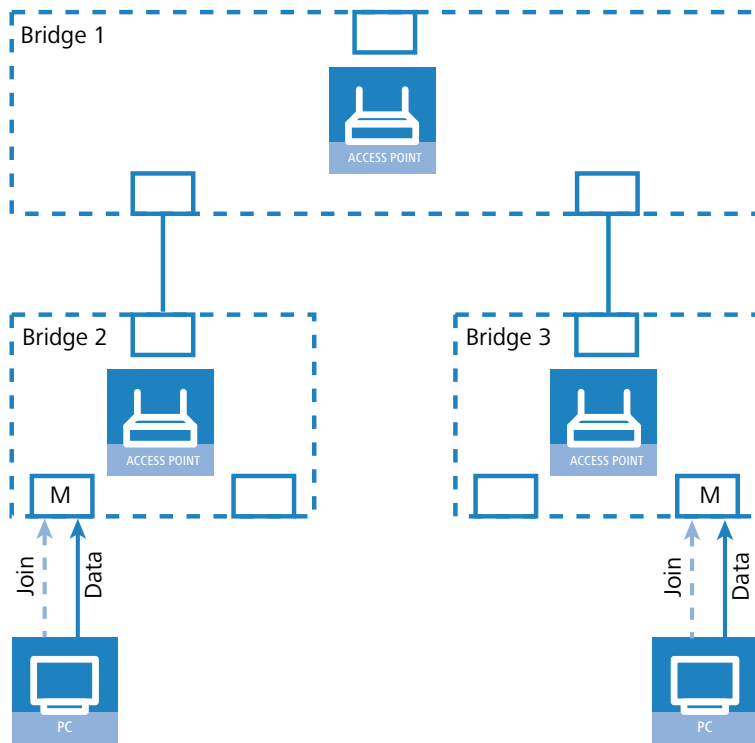 Bridge 1
ACCESS POINT
Bridge 2
Bridge 3
ACCESS POINT
ACCESS POINT
M
M
Join
Data
Join
Data
PC
PC